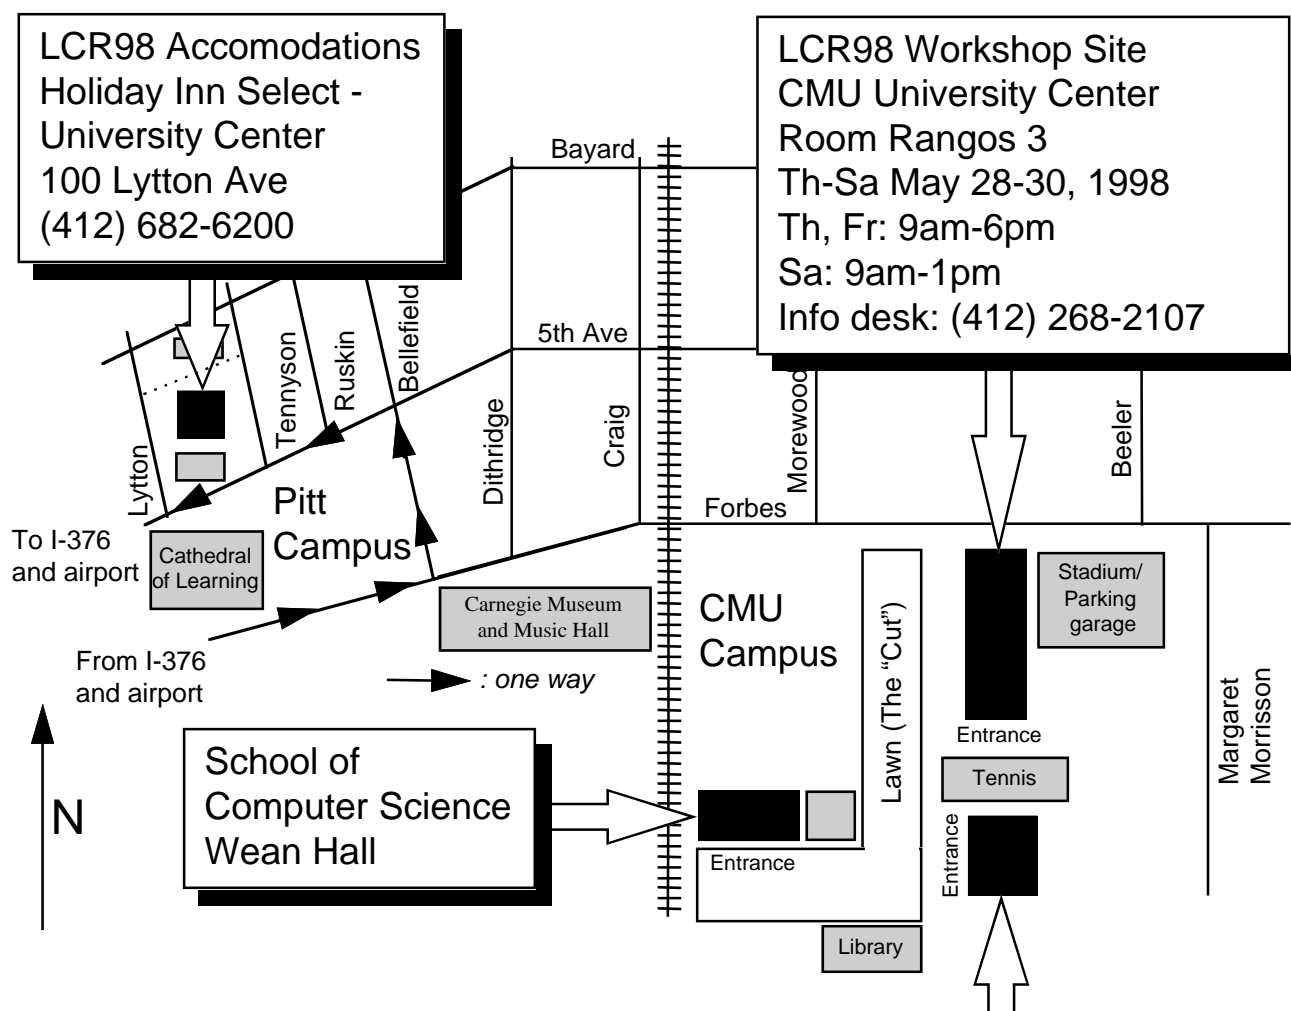 LCR98 Accomodations
Holiday Inn Select -
University Center
100 Lytton Ave
(412) 682-6200
LCR98 Workshop Site
CMU University Center
Room Rangos 3
Th-Sa May 28-30, 1998
Th, Fr: 9am-6pm
Sa: 9am-1pm
Info desk: (412) 268-2107
Bayard
5th Ave
Lytton
Tennyson
Ruskin
Bellefield
Dithridge
Craig
Morewood
Beeler
Forbes
Pitt
Campus
To I-376
and airport
Cathedral
of Learning
From I-376
and airport
Carnegie Museum
and Music Hall
: one way
CMU
Campus
Lawn (The “Cut”)
Stadium/
Parking
garage
Entrance
Tennis
Margaret
Morrisson
N
School of
Computer Science
Wean Hall
Entrance
Entrance
Library